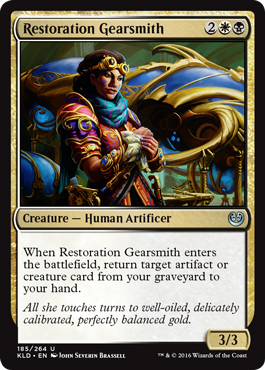 Restoration Gearsmith 2
Creature — Human Artificer
When Restoration Gearsmith enters
the battlefield, return target artifact or
creature card from your graveyard to
your hand.
All she touches turns to well-oiled, delicately
calibrated, perfectly balanced gold.
3/3
185/264 U
KLD • EN John Severin Brassell
™ & © 2016 Wizards of the Coast